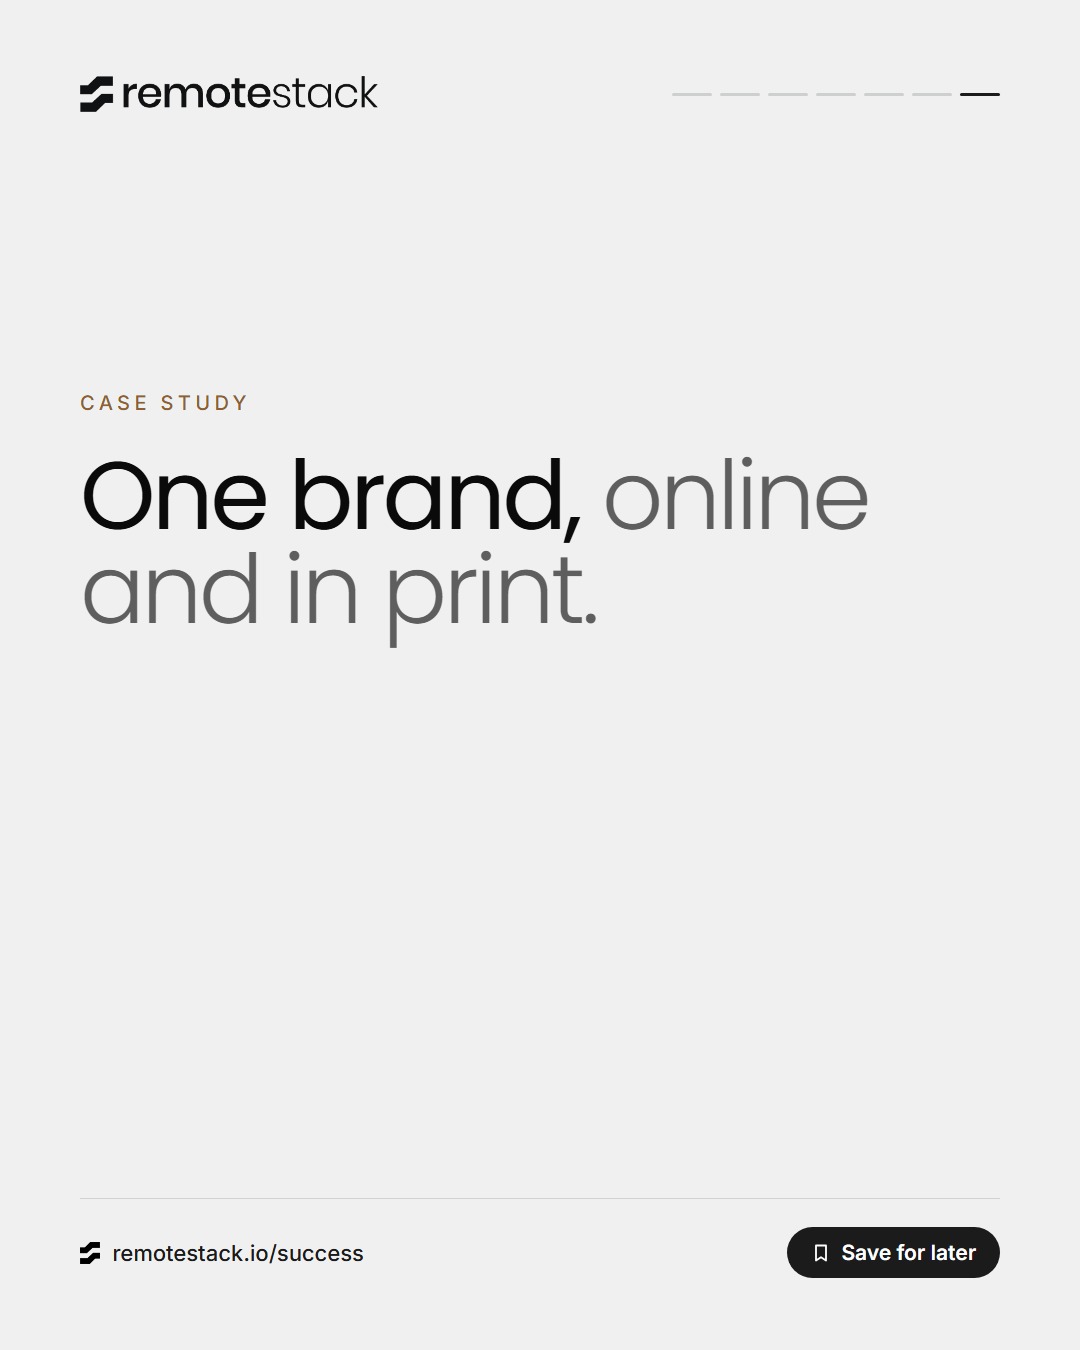 remotestack
CASE STUDY
One brand, online
and in print.
remotestack.io/success
Save for later